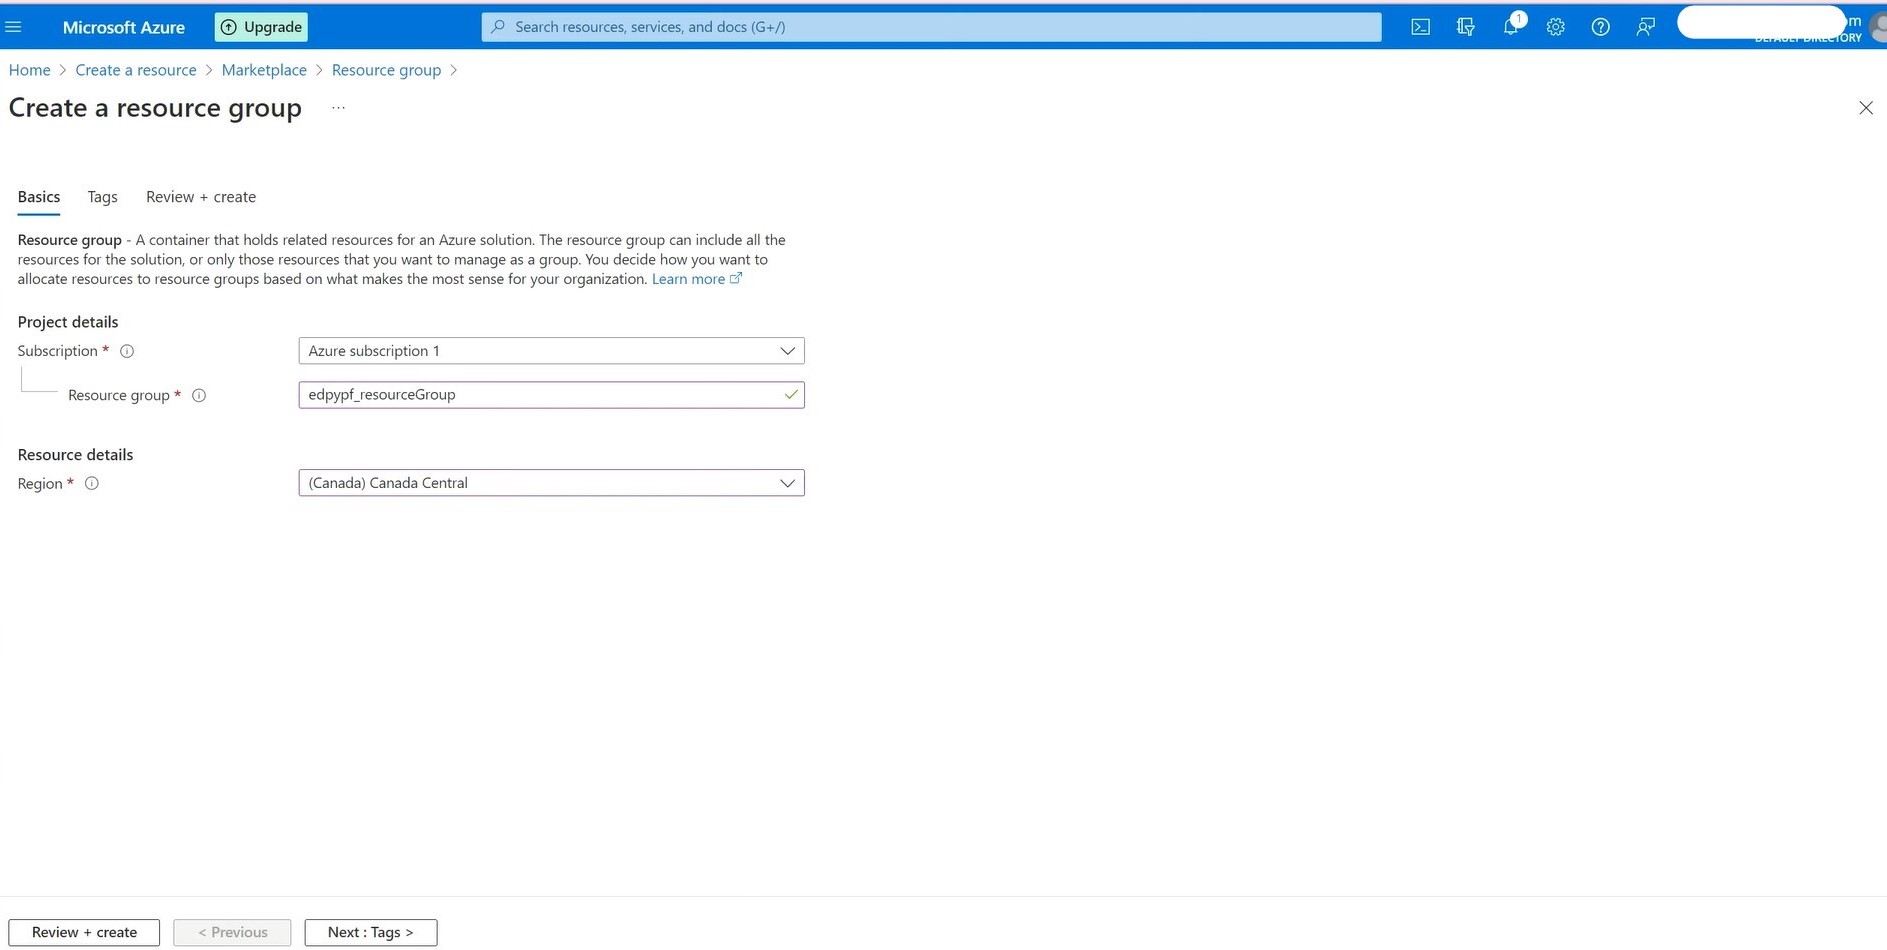 Microsoft Azure
Upgrade
Search resources, services, and docs (G+/)
1
Home > Create a resource > Marketplace > Resource group >
Create a resource group ...
Basics Tags Review + create
Resource group - A container that holds related resources for an Azure solution. The resource group can include all the
resources for the solution, or only those resources that you want to manage as a group. You decide how you want to
allocate resources to resource groups based on what makes the most sense for your organization. Learn more
Project details
Subscription * Azure subscription 1
Resource group * edpypf_resourceGroup
Resource details
Region * (Canada) Canada Central
Review + create < Previous Next : Tags >